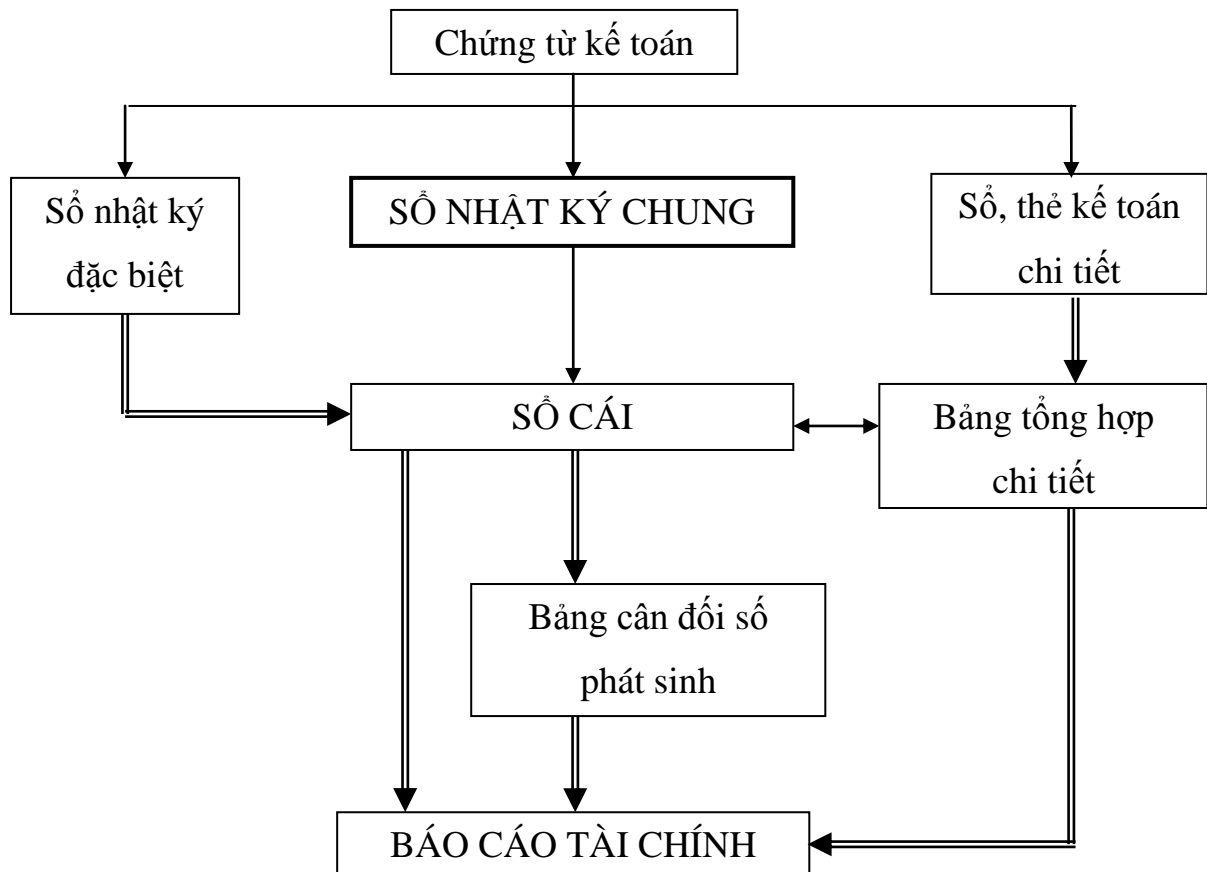 Chứng từ kế toán
Sổ nhật ký
đặc biệt
SỔ NHẬT KÝ CHUNG
Sổ, thẻ kế toán
chi tiết
SỔ CÁI
Bảng tổng hợp
chi tiết
Bảng cân đối số
phát sinh
BÁO CÁO TÀI CHÍNH